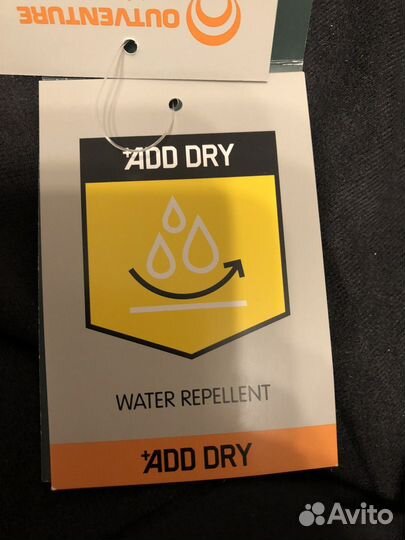 OUTVENTURE
+ADD DRY
WATER REPELLENT
+ADD DRY
Avito